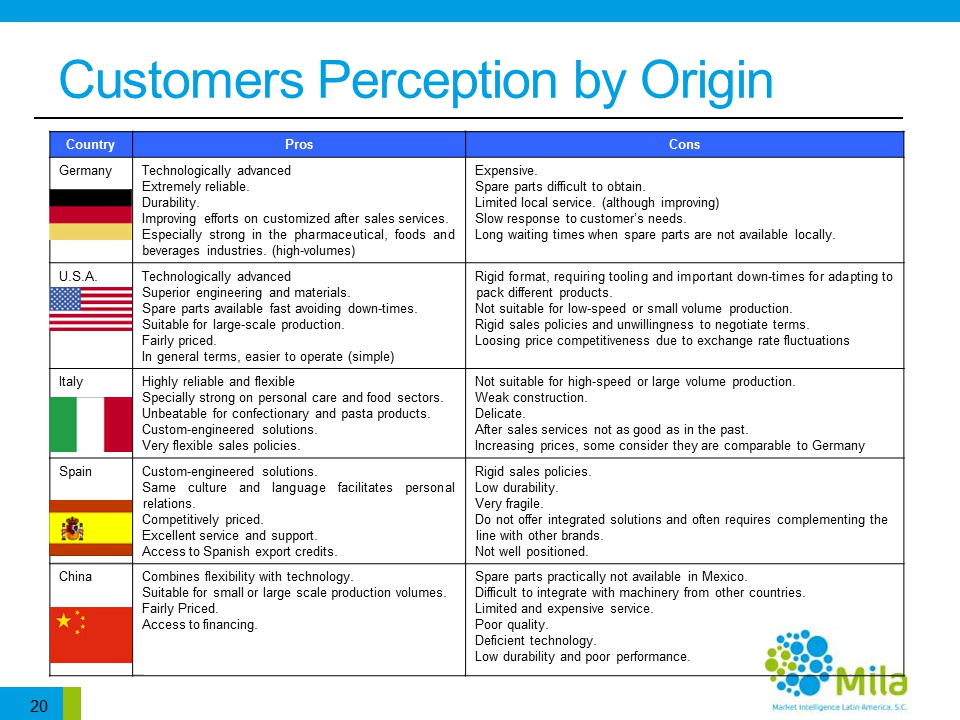 Customers Perception by Origin
Country Pros Cons
Germany
Technologically advanced
Extremely reliable.
Durability.
Improving efforts on customized after sales services.
Especially strong in the pharmaceutical, foods and
beverages industries. (high-volumes)
Expensive.
Spare parts difficult to obtain.
Limited local service. (although improving)
Slow response to customer’s needs.
Long waiting times when spare parts are not available locally.
U.S.A.
Technologically advanced
Superior engineering and materials.
Spare parts available fast avoiding down-times.
Suitable for large-scale production.
Fairly priced.
In general terms, easier to operate (simple)
Rigid format, requiring tooling and important down-times for adapting to
pack different products.
Not suitable for low-speed or small volume production.
Rigid sales policies and unwillingness to negotiate terms.
Loosing price competitiveness due to exchange rate fluctuations
Italy
Highly reliable and flexible
Specially strong on personal care and food sectors.
Unbeatable for confectionary and pasta products.
Custom-engineered solutions.
Very flexible sales policies.
Not suitable for high-speed or large volume production.
Weak construction.
Delicate.
After sales services not as good as in the past.
Increasing prices, some consider they are comparable to Germany
Spain
Custom-engineered solutions.
Same culture and language facilitates personal
relations.
Competitively priced.
Excellent service and support.
Access to Spanish export credits.
Rigid sales policies.
Low durability.
Very fragile.
Do not offer integrated solutions and often requires complementing the
line with other brands.
Not well positioned.
China
Combines flexibility with technology.
Suitable for small or large scale production volumes.
Fairly Priced.
Access to financing.
Spare parts practically not available in Mexico.
Difficult to integrate with machinery from other countries.
Limited and expensive service.
Poor quality.
Deficient technology.
Low durability and poor performance.
Mila
Market Intelligence Latin America, S.C.
20